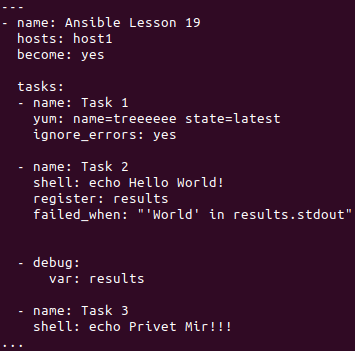 ---
- name: Ansible Lesson 19
  hosts: host1
  become: yes

  tasks:
  - name: Task 1
    yum: name=treeeeee state=latest
    ignore_errors: yes

  - name: Task 2
    shell: echo Hello World!
    register: results
    failed_when: "'World' in results.stdout"


  - debug:
      var: results

  - name: Task 3
    shell: echo Privet Mir!!!
...